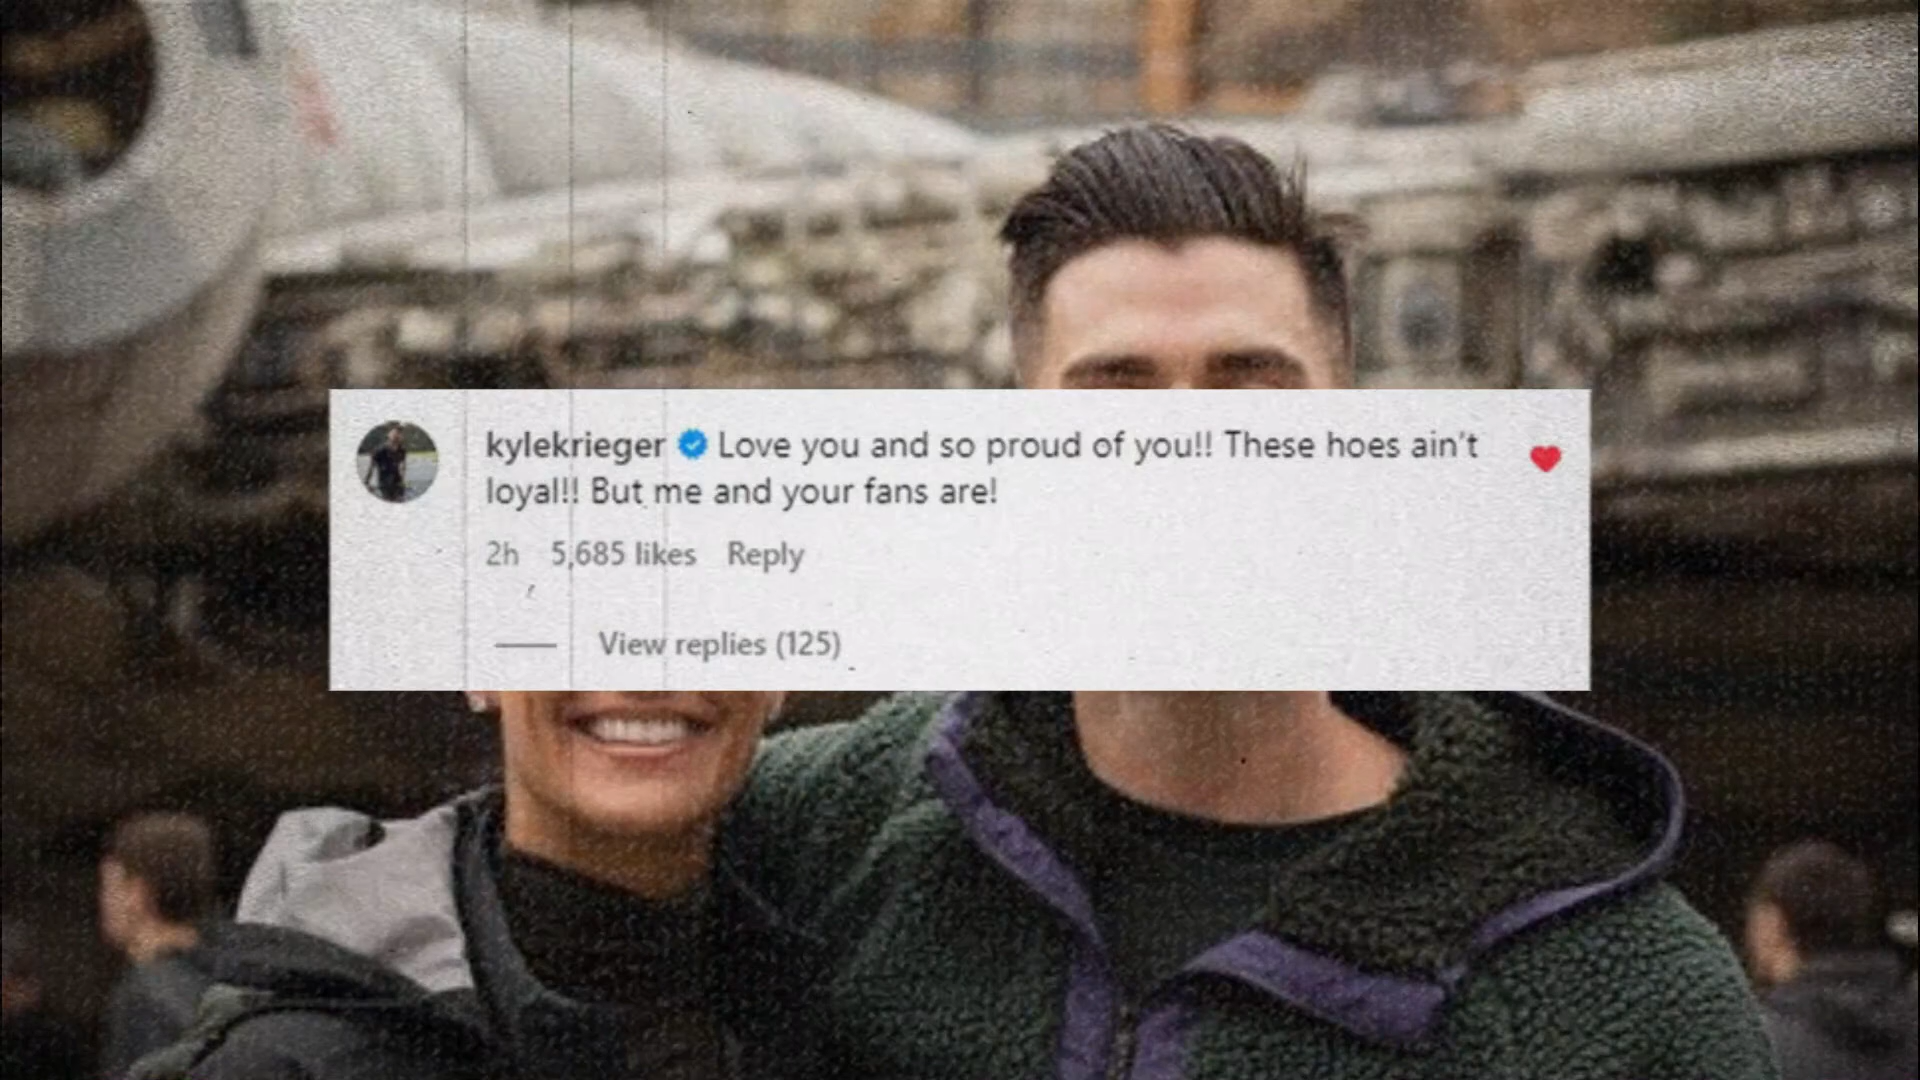 kylekrieger Love you and so proud of you!! These hoes ain't
loyal!! But me and your fans are!
2h 5,685 likes Reply
View replies (125)